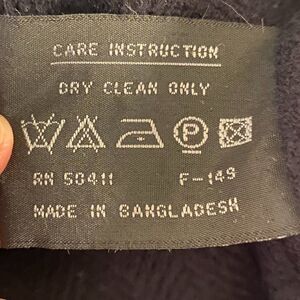 CARE INSTRUCTION
DRY CLEAN ONLY
P
RN 50411 F-149
MADE IN BANGLADESH